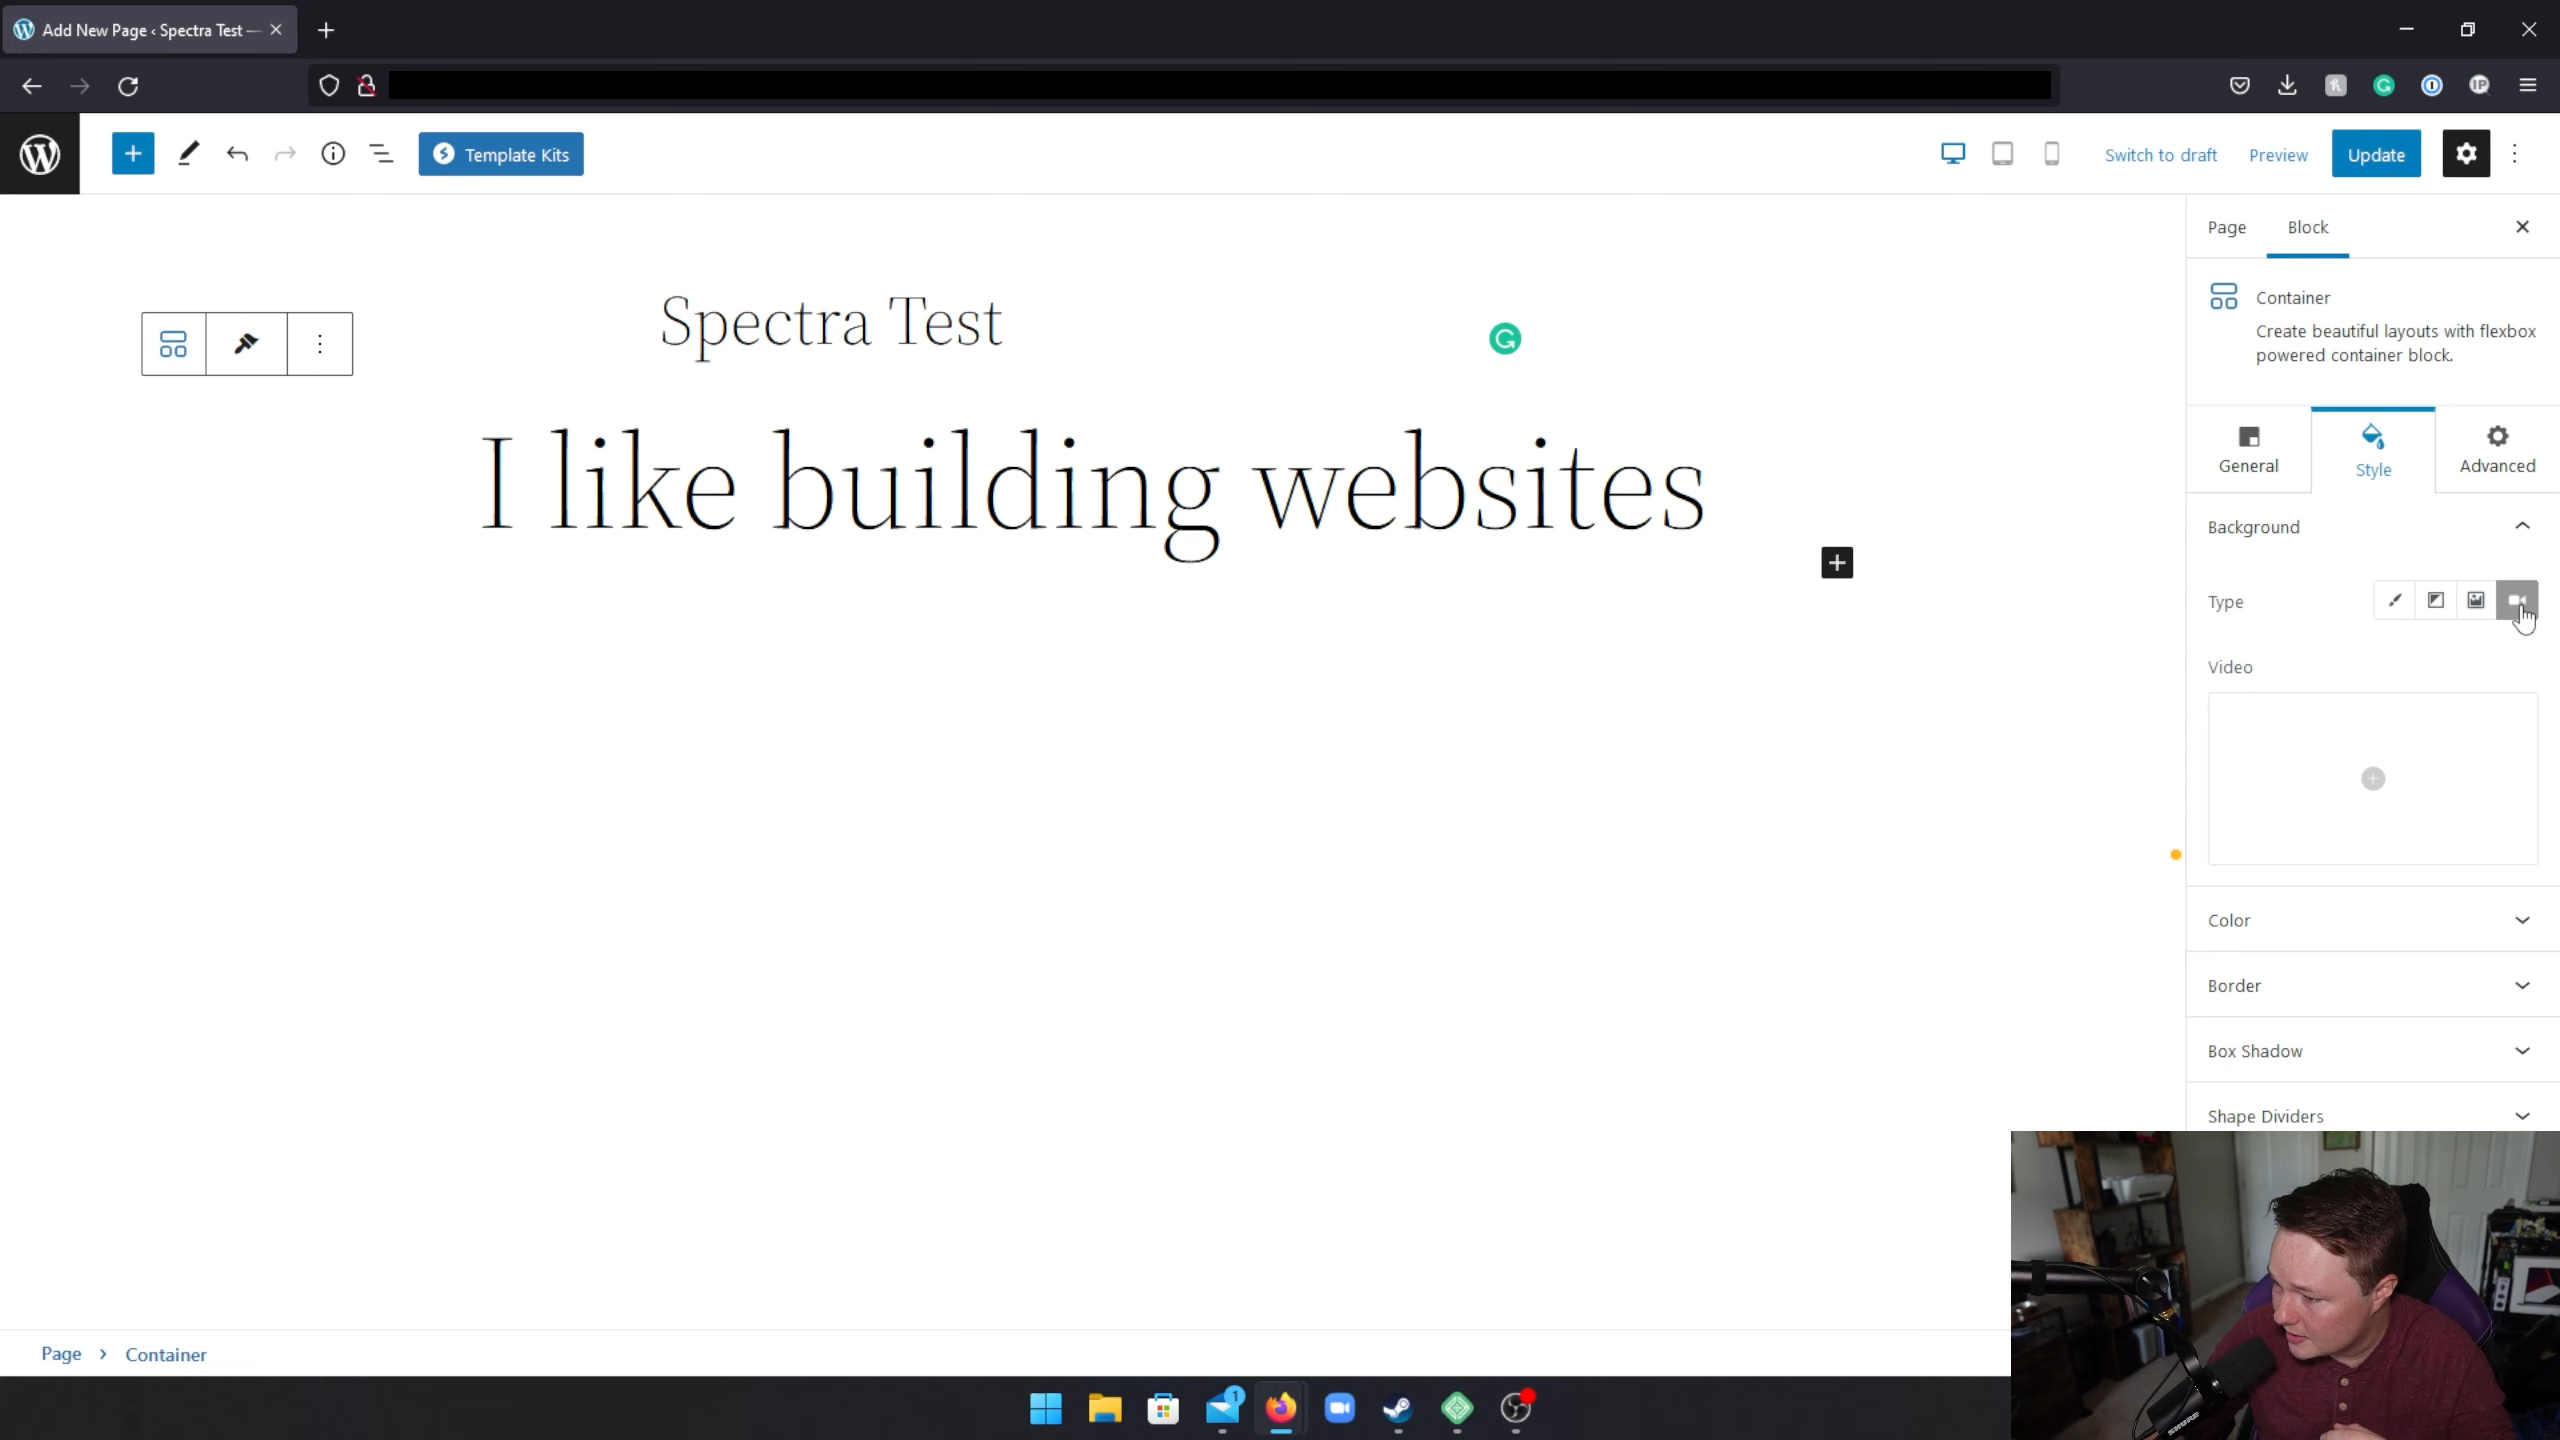 Add New Page ‹ Spectra Test —
Template Kits
Switch to draft
Preview
Update
Page
Block
Spectra Test
Container
Create beautiful layouts with flexbox
powered container block.
I like building websites
General
Style
Advanced
Background
Type
Video
Color
Border
Box Shadow
Shape Dividers
Page › Container
1
SHURE